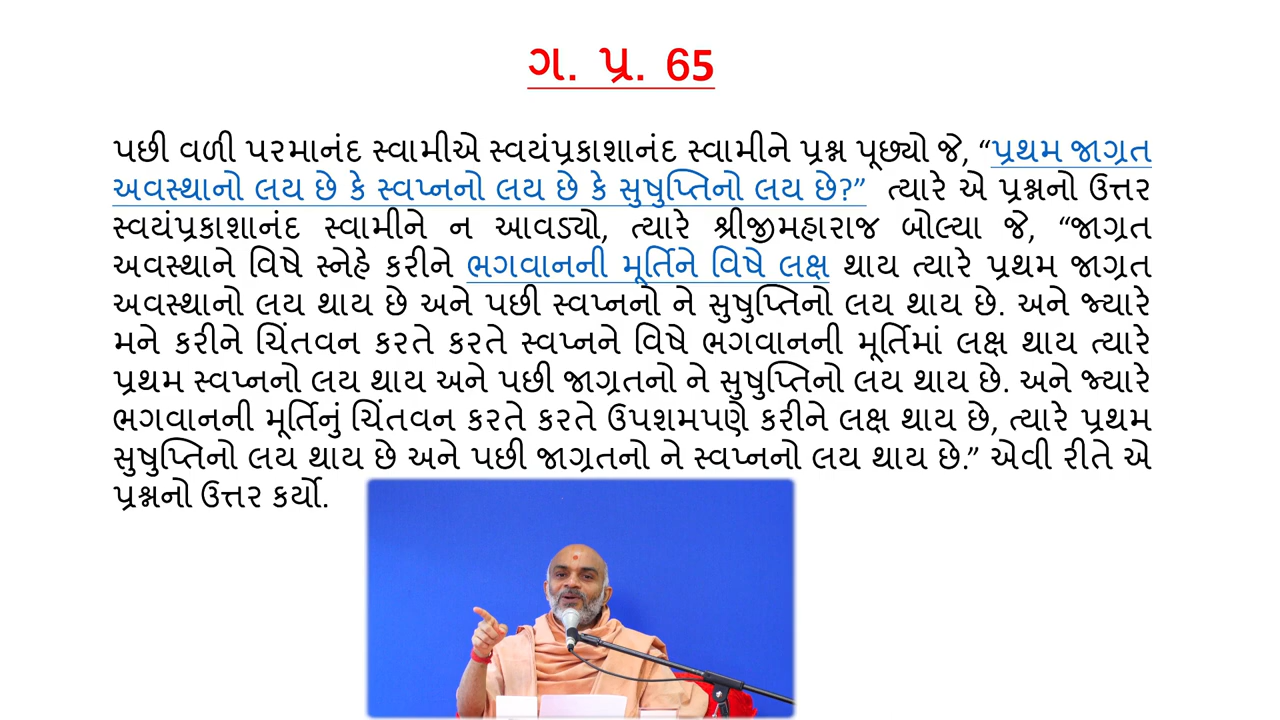 ગ. પ્ર. 65
પછી વળી પરમાનંદ સ્વામીએ સ્વયંપ્રકાશાનંદ સ્વામીને પ્રશ્ન પૂછ્યો જે, “પ્રથમ જાગ્રત
અવસ્થાનો લય છે કે સ્વપ્નનો લય છે કે સુષુપ્તિનો લય છે?” ત્યારે એ પ્રશ્નનો ઉત્તર
સ્વયંપ્રકાશાનંદ સ્વામીને ન આવડ્યો, ત્યારે શ્રીજીમહારાજ બોલ્યા જે, “જાગ્રત
અવસ્થાને વિષે સ્નેહે કરીને ભગવાનની મૂર્તિને વિષે લક્ષ થાય ત્યારે પ્રથમ જાગ્રત
અવસ્થાનો લય થાય છે અને પછી સ્વપ્નનો ને સુષુપ્તિનો લય થાય છે. અને જ્યારે
મને કરીને ચિંતવન કરતે કરતે સ્વપ્નને વિષે ભગવાનની મૂર્તિમાં લક્ષ થાય ત્યારે
પ્રથમ સ્વપ્નનો લય થાય અને પછી જાગ્રતનો ને સુષુપ્તિનો લય થાય છે. અને જ્યારે
ભગવાનની મૂર્તિનું ચિંતવન કરતે કરતે ઉપશમપણે કરીને લક્ષ થાય છે, ત્યારે પ્રથમ
સુષુપ્તિનો લય થાય છે અને પછી જાગ્રતનો ને સ્વપ્નનો લય થાય છે.” એવી રીતે એ
પ્રશ્નનો ઉત્તર કર્યો.